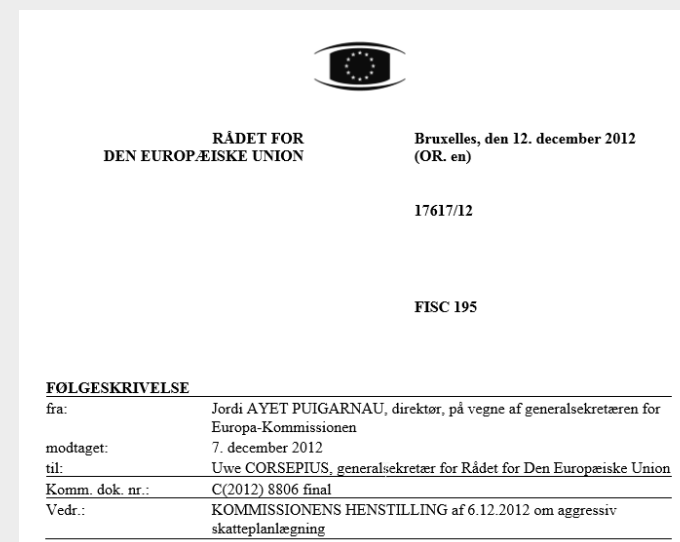 RÅDET FOR
DEN EUROPÆISKE UNION
Bruxelles, den 12. december 2012
(OR. en)
17617/12
FISC 195
FØLGESKRIVELSE
fra: Jordi AYET PUIGARNAU, direktør, på vegne af generalsekretæren for
Europa-Kommissionen
modtaget: 7. december 2012
til: Uwe CORSEPIUS, generalsekretær for Rådet for Den Europæiske Union
Komm. dok. nr.: C(2012) 8806 final
Vedr.: KOMMISSIONENS HENSTILLING af 6.12.2012 om aggressiv
skatteplanlægning